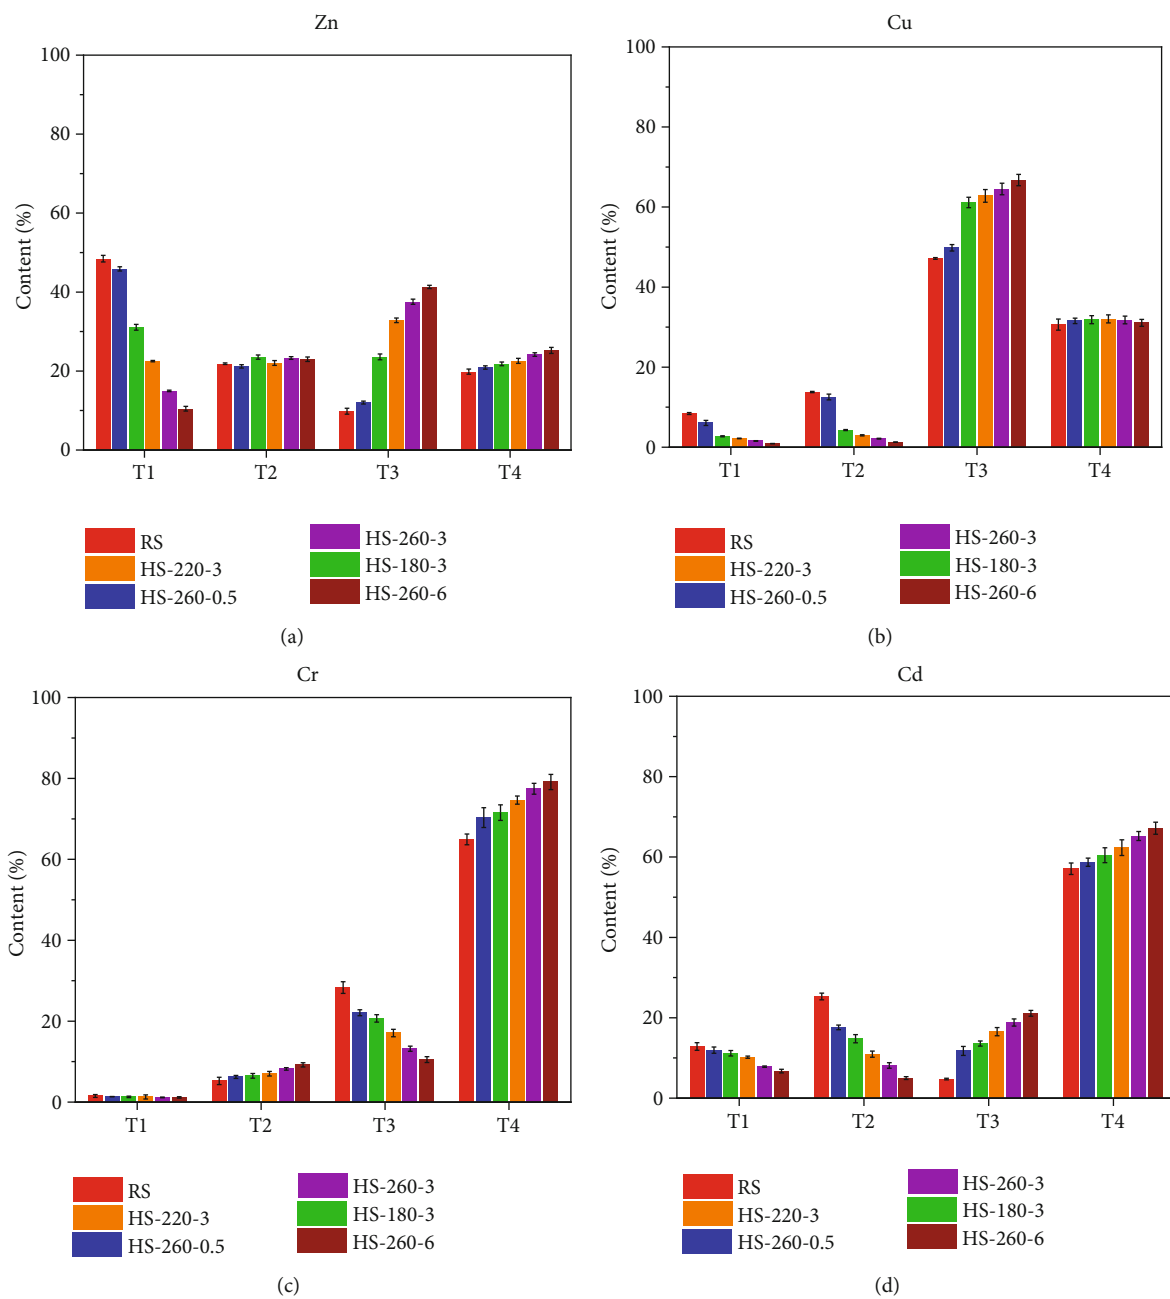 Zn
Content (%)
100
80
60
40
20
0
T1 T2 T3 T4
RS
HS-220-3
HS-260-0.5
HS-260-3
HS-180-3
HS-260-6
(a)
Cu
Content (%)
100
80
60
40
20
0
T1 T2 T3 T4
RS
HS-220-3
HS-260-0.5
HS-260-3
HS-180-3
HS-260-6
(b)
Cr
Content (%)
100
80
60
40
20
0
T1 T2 T3 T4
RS
HS-220-3
HS-260-0.5
HS-260-3
HS-180-3
HS-260-6
(c)
Cd
Content (%)
100
80
60
40
20
0
T1 T2 T3 T4
RS
HS-220-3
HS-260-0.5
HS-260-3
HS-180-3
HS-260-6
(d)